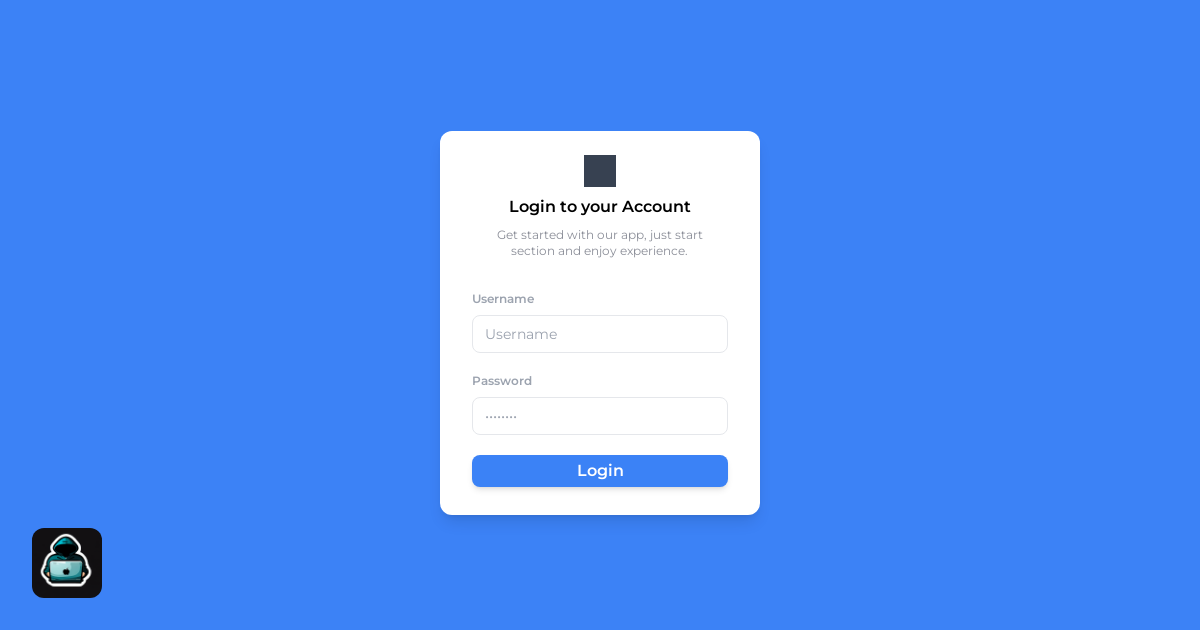 Login to your Account
Get started with our app, just start
section and enjoy experience.
Username
Username
Password
········
Login